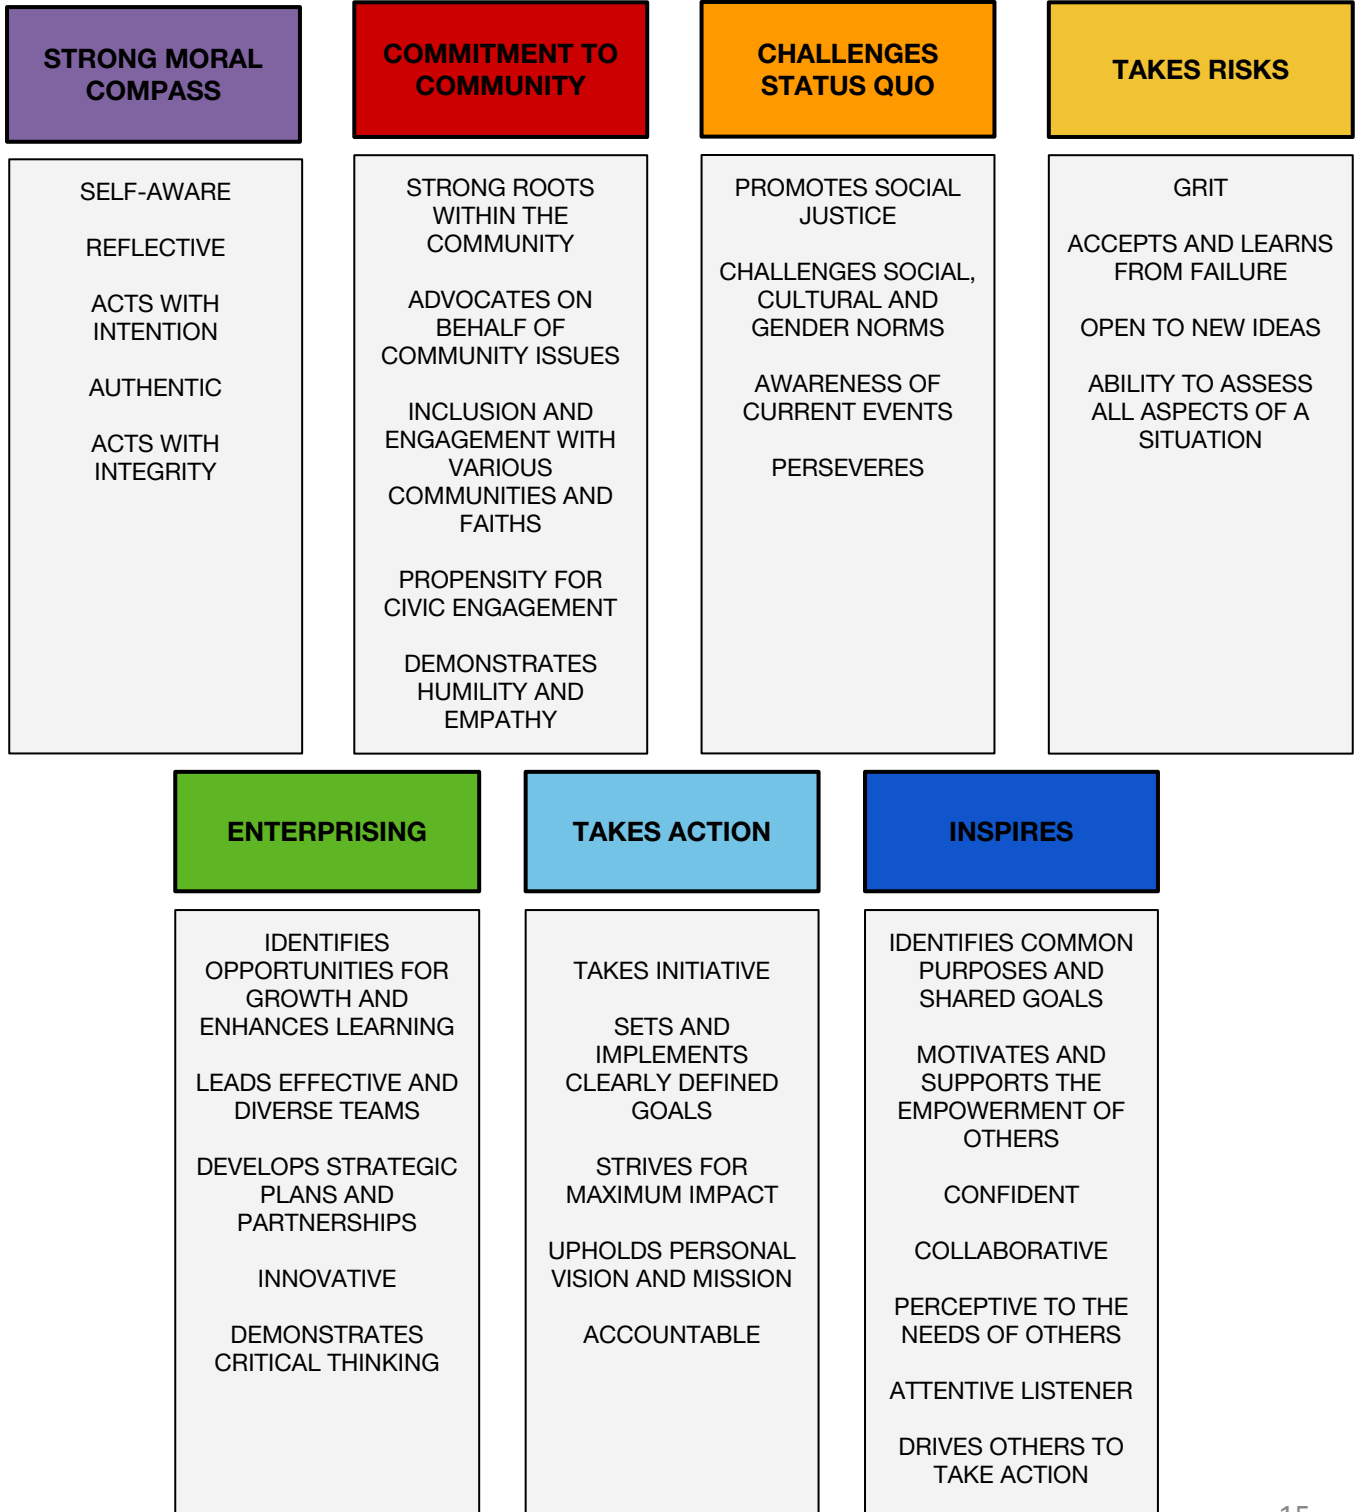 STRONG MORAL
COMPASS
SELF-AWARE
REFLECTIVE
ACTS WITH
INTENTION
AUTHENTIC
ACTS WITH
INTEGRITY
COMMITMENT TO
COMMUNITY
STRONG ROOTS
WITHIN THE
COMMUNITY
ADVOCATES ON
BEHALF OF
COMMUNITY ISSUES
INCLUSION AND
ENGAGEMENT WITH
VARIOUS
COMMUNITIES AND
FAITHS
PROPENSITY FOR
CIVIC ENGAGEMENT
DEMONSTRATES
HUMILITY AND
EMPATHY
CHALLENGES
STATUS QUO
PROMOTES SOCIAL
JUSTICE
CHALLENGES SOCIAL,
CULTURAL AND
GENDER NORMS
AWARENESS OF
CURRENT EVENTS
PERSEVERES
TAKES RISKS
GRIT
ACCEPTS AND LEARNS
FROM FAILURE
OPEN TO NEW IDEAS
ABILITY TO ASSESS
ALL ASPECTS OF A
SITUATION
ENTERPRISING
IDENTIFIES
OPPORTUNITIES FOR
GROWTH AND
ENHANCES LEARNING
LEADS EFFECTIVE AND
DIVERSE TEAMS
DEVELOPS STRATEGIC
PLANS AND
PARTNERSHIPS
INNOVATIVE
DEMONSTRATES
CRITICAL THINKING
TAKES ACTION
TAKES INITIATIVE
SETS AND
IMPLEMENTS
CLEARLY DEFINED
GOALS
STRIVES FOR
MAXIMUM IMPACT
UPHOLDS PERSONAL
VISION AND MISSION
ACCOUNTABLE
INSPIRES
IDENTIFIES COMMON
PURPOSES AND
SHARED GOALS
MOTIVATES AND
SUPPORTS THE
EMPOWERMENT OF
OTHERS
CONFIDENT
COLLABORATIVE
PERCEPTIVE TO THE
NEEDS OF OTHERS
ATTENTIVE LISTENER
DRIVES OTHERS TO
TAKE ACTION
15